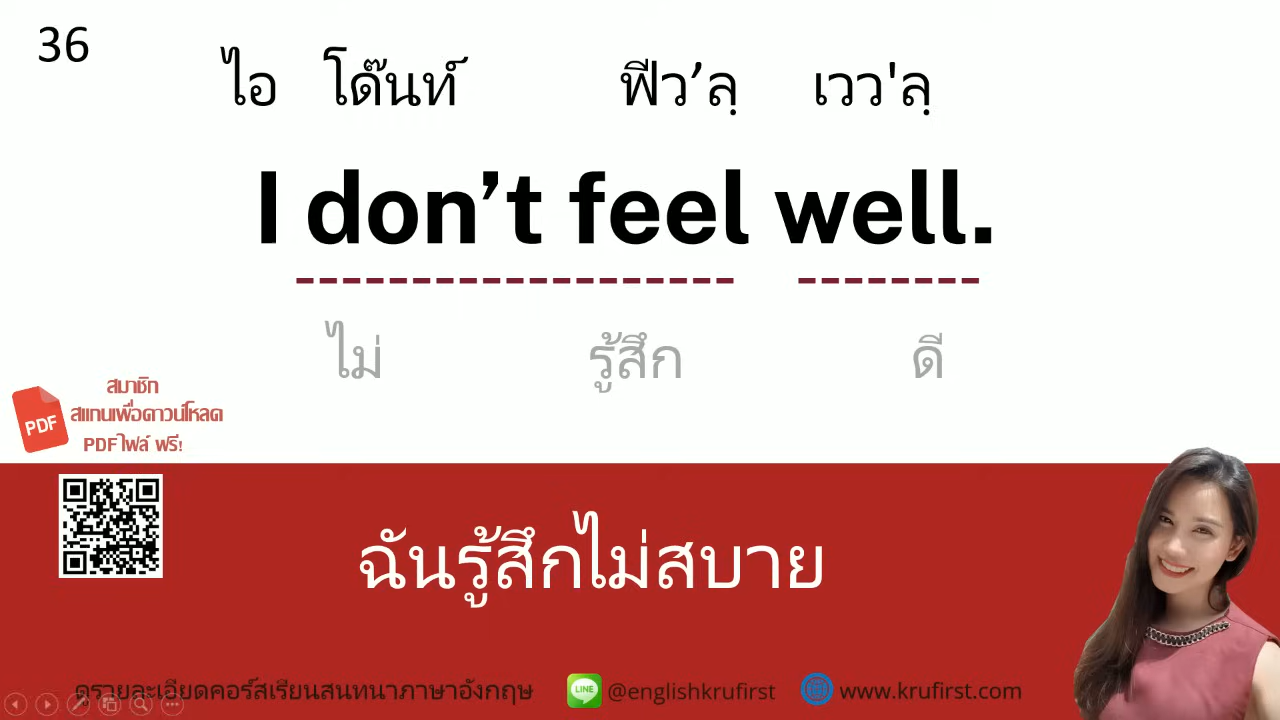 36
ไอ โด๊นท์ ฟีว’ลฺ เวว'ลฺ
I don’t feel well.
ไม่ รู้สึก ดี
สมาชิก
สแกนเพื่อดาวน์โหลด
PDF
PDF ไฟล์ ฟรี!
ฉันรู้สึกไม่สบาย
ดูรายละเอียดคอร์สเรียนสนทนาภาษาอังกฤษ LINE @englishkrufirst www.krufirst.com